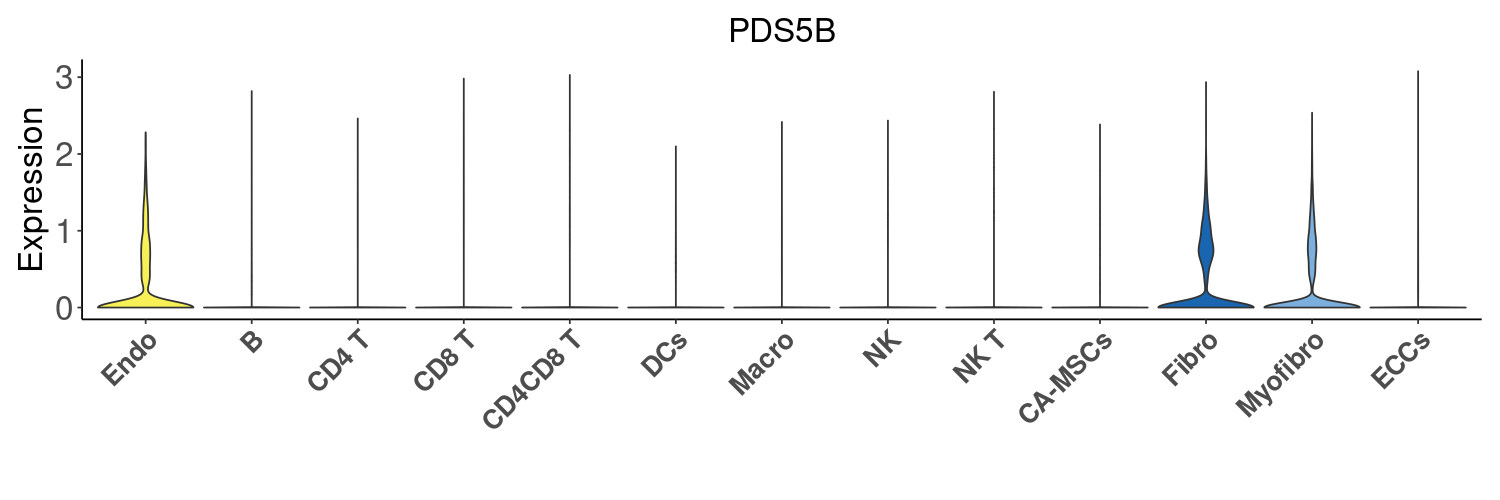 PDS5B
Expression
3
2
1
0
Endo
B
CD4 T
CD8 T
CD4CD8 T
DCs
Macro
NK
NK T
CA-MSCs
Fibro
Myofibro
ECCs